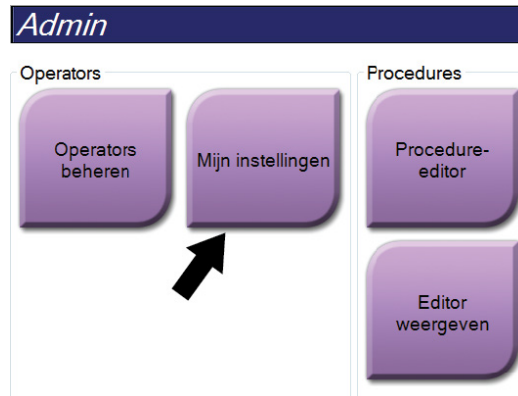 Admin
Operators
Procedures
Operators
beheren
Mijn instellingen
Procedure-
editor
Editor
weergeven